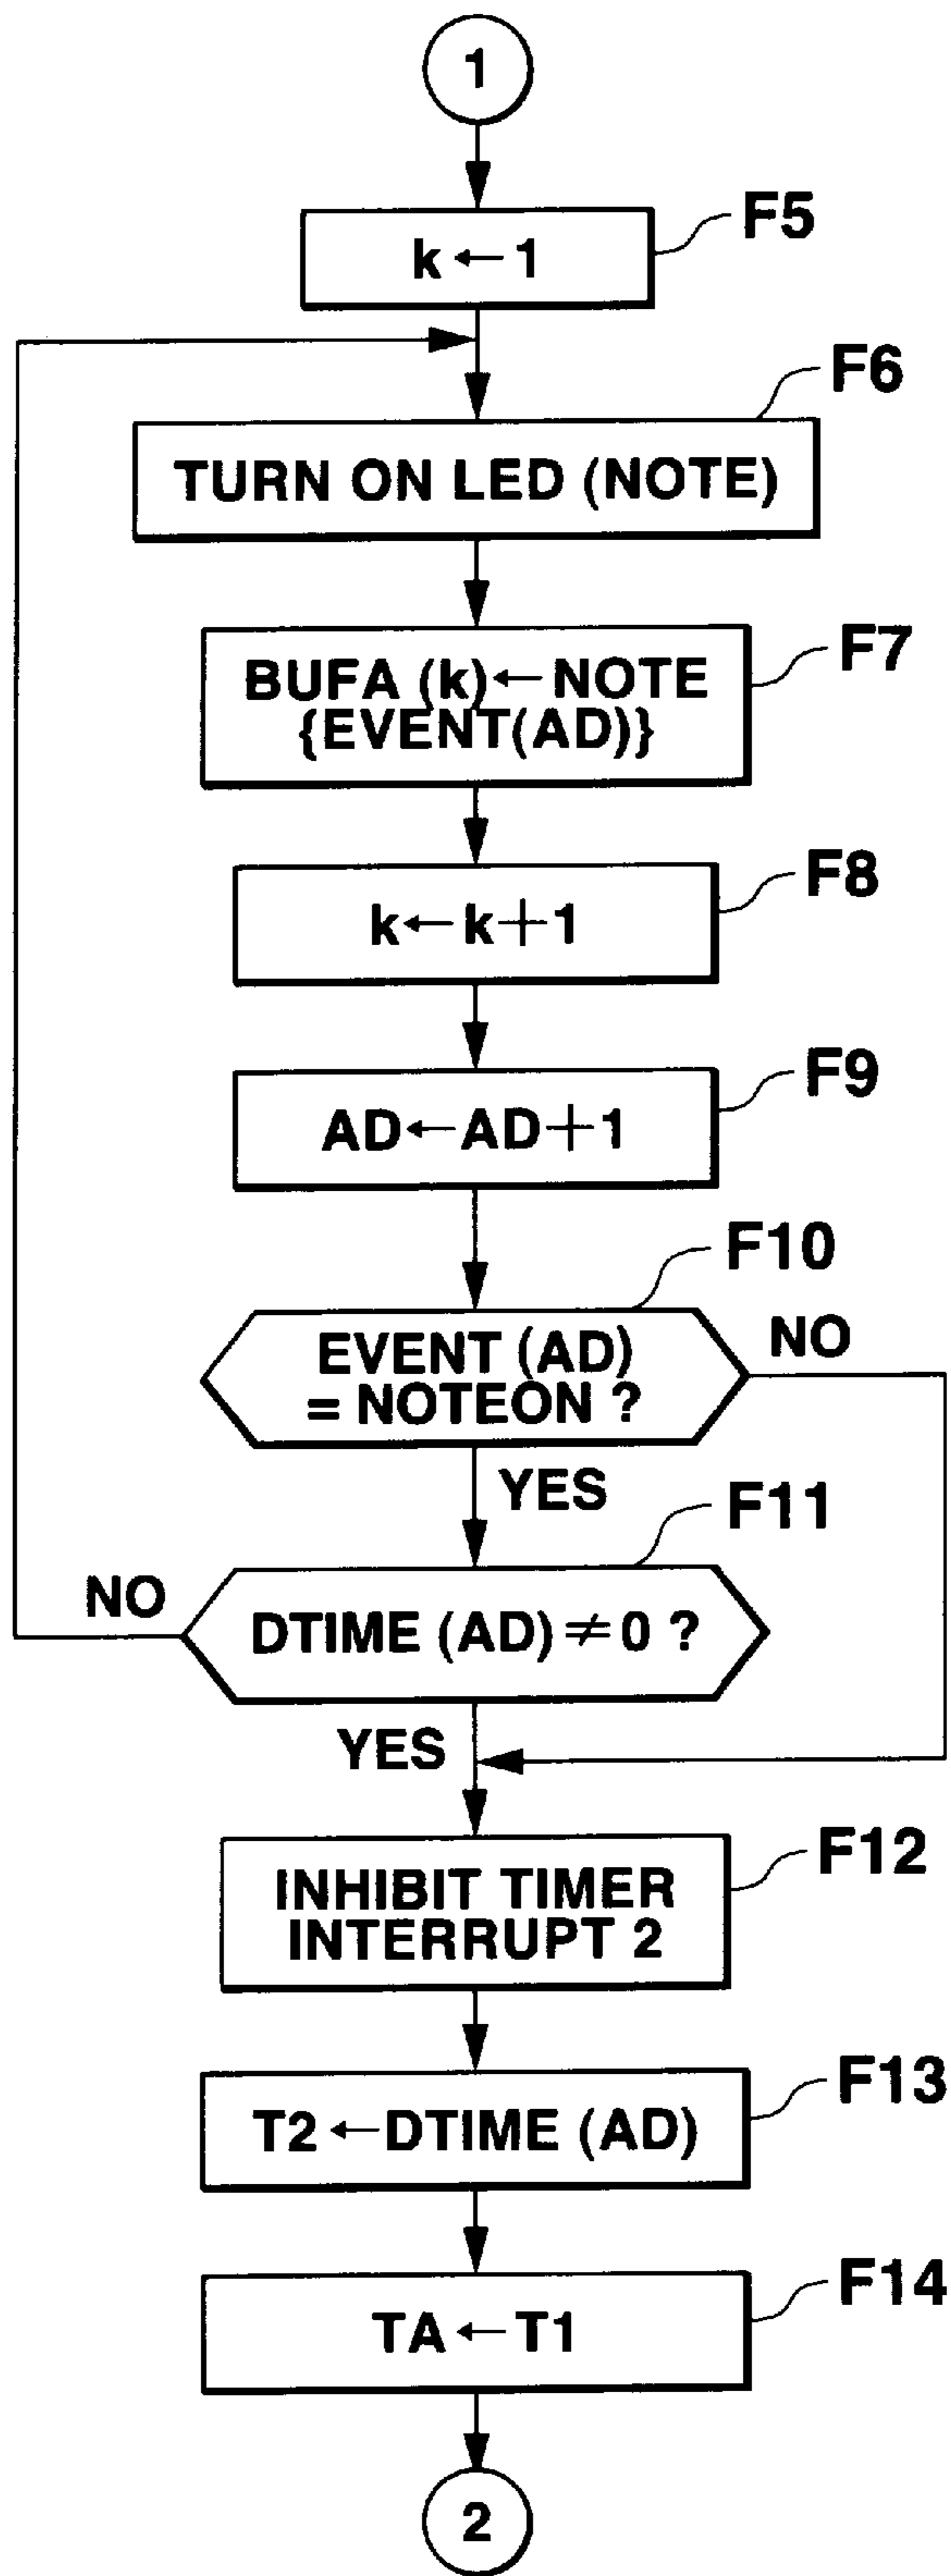 1
F5
k←1
F6
TURN ON LED (NOTE)
F7
BUFA (k)←NOTE
{EVENT(AD)}
F8
k←k+1
F9
AD←AD+1
F10
EVENT (AD)
= NOTEON ?
NO
YES
F11
NO
DTIME (AD)≠0 ?
YES
F12
INHIBIT TIMER
INTERRUPT 2
F13
T2←DTIME (AD)
F14
TA←T1
2